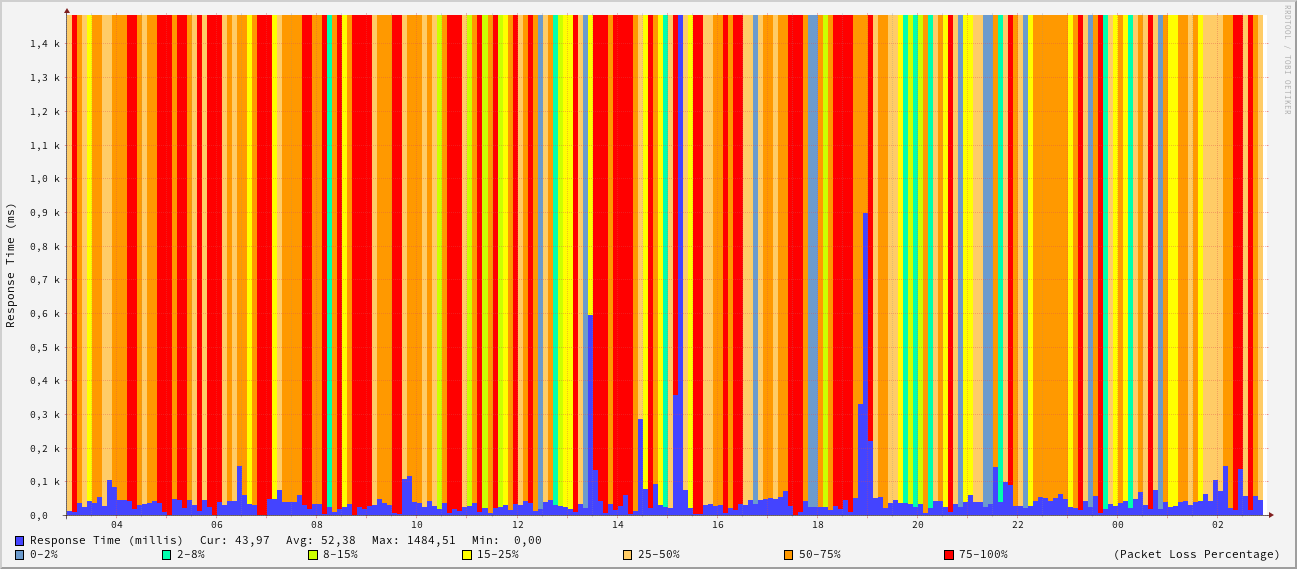 RRDTOOL / TOBI OETIKER
Response Time (ms)
1,4 k
1,3 k
1,2 k
1,1 k
1,0 k
0,9 k
0,8 k
0,7 k
0,6 k
0,5 k
0,4 k
0,3 k
0,2 k
0,1 k
0,0
04 06 08 10 12 14 16 18 20 22 00 02
Response Time (millis) Cur: 43,97 Avg: 52,38 Max: 1484,51 Min: 0,00
0-2% 2-8% 8-15% 15-25% 25-50% 50-75% 75-100% (Packet Loss Percentage)